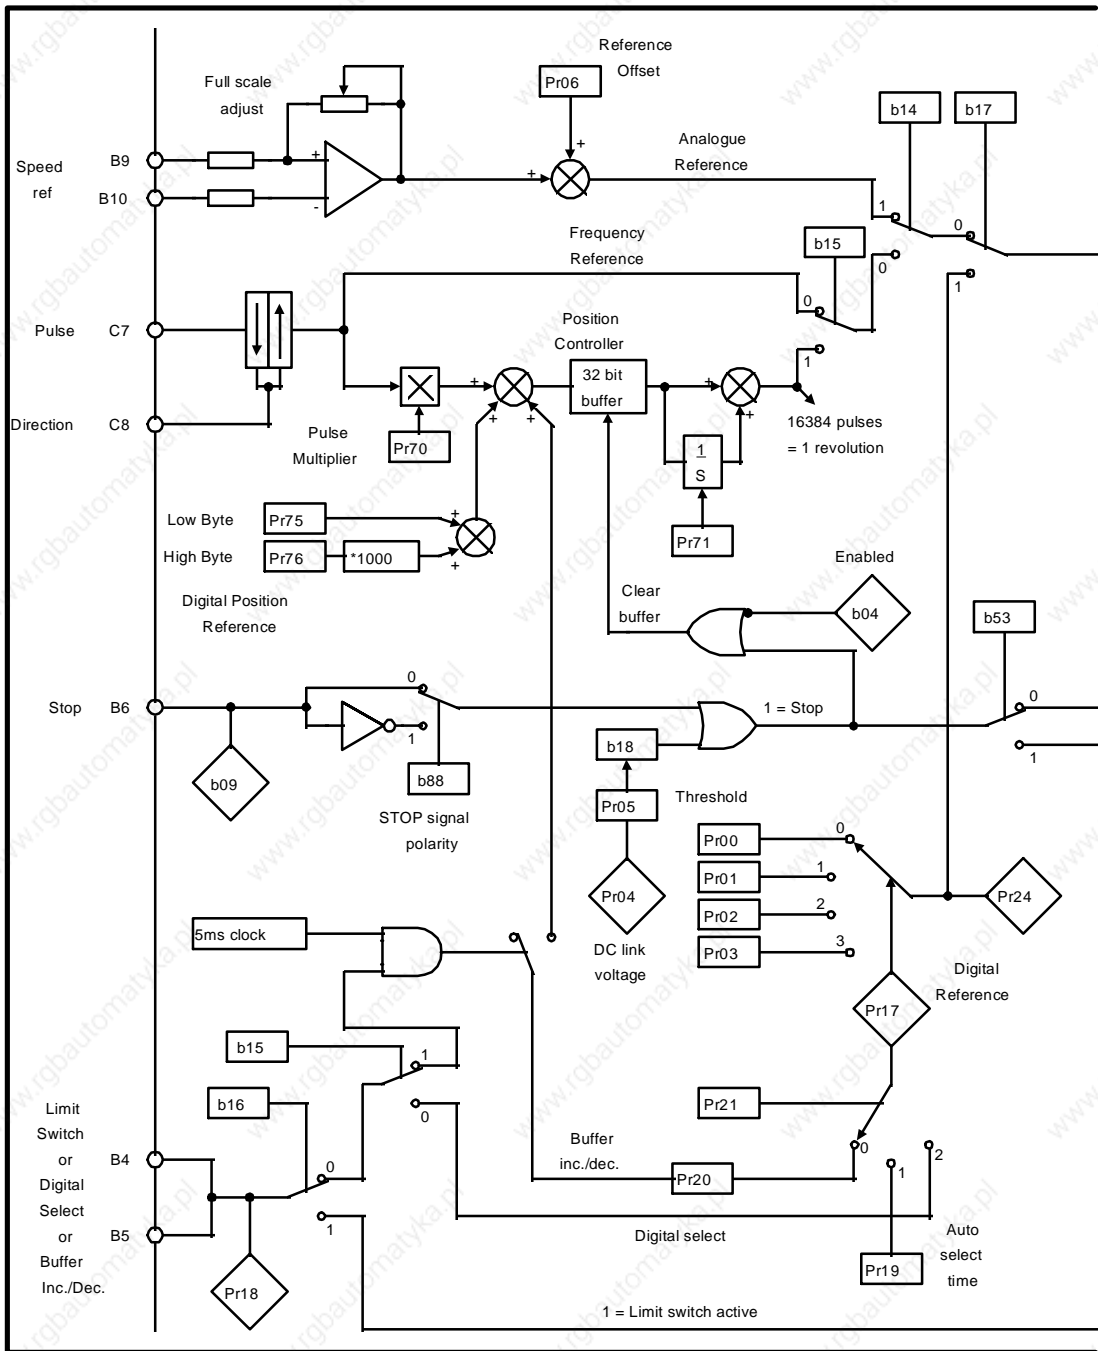 Reference
Offset
Pr06
Full scale
adjust
b14
b17
+
Analogue
Reference
Speed
ref
B9
B10
+
-
+
1
0
Frequency
Reference
b15
0
1
Pulse
C7
0
Position
Controller
1
32 bit
buffer
+
+
+
+
+
16384 pulses
= 1 revolution
Direction
C8
Pulse
Multiplier
Pr70
1
S
Low Byte
Pr75
+
Pr71
High Byte
Pr76
*1000
+
Enabled
Digital Position
Reference
Clear
buffer
b04
b53
Stop
B6
0
1
1 = Stop
0
1
b09
b88
b18
STOP signal
polarity
Pr05
Threshold
Pr00
0
Pr01
1
Pr04
Pr02
2
Pr24
Pr03
3
5ms clock
DC link
voltage
Digital
Reference
Pr17
b15
1
0
b16
Pr21
Limit
Switch
or
Digital
Select
or
Buffer
Inc./Dec.
B4
B5
0
1
Buffer
inc./dec.
Pr20
0
1
2
Digital select
Auto
select
time
Pr19
Pr18
1 = Limit switch active
www.rgbautomatyka.pl